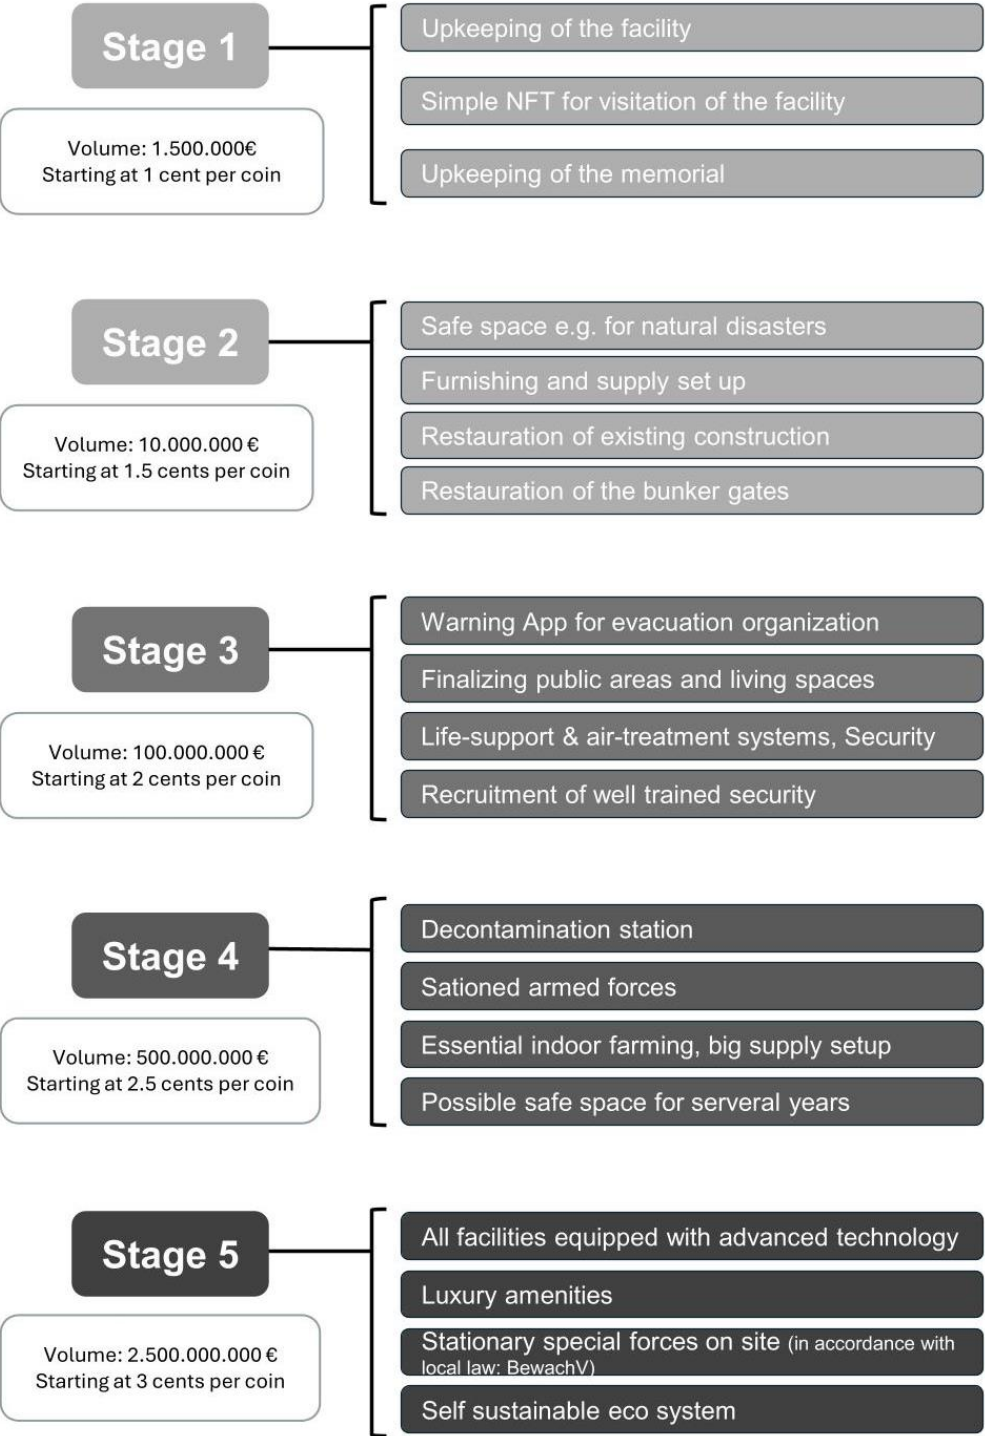 Stage 1
Volume: 1.500.000€
Starting at 1 cent per coin
Upkeeping of the facility
Simple NFT for visitation of the facility
Upkeeping of the memorial
Stage 2
Volume: 10.000.000 €
Starting at 1.5 cents per coin
Safe space e.g. for natural disasters
Furnishing and supply set up
Restauration of existing construction
Restauration of the bunker gates
Stage 3
Volume: 100.000.000 €
Starting at 2 cents per coin
Warning App for evacuation organization
Finalizing public areas and living spaces
Life-support & air-treatment systems, Security
Recruitment of well trained security
Stage 4
Volume: 500.000.000 €
Starting at 2.5 cents per coin
Decontamination station
Sationed armed forces
Essential indoor farming, big supply setup
Possible safe space for serveral years
Stage 5
Volume: 2.500.000.000 €
Starting at 3 cents per coin
All facilities equipped with advanced technology
Luxury amenities
Stationary special forces on site (in accordance with
local law: BewachV)
Self sustainable eco system